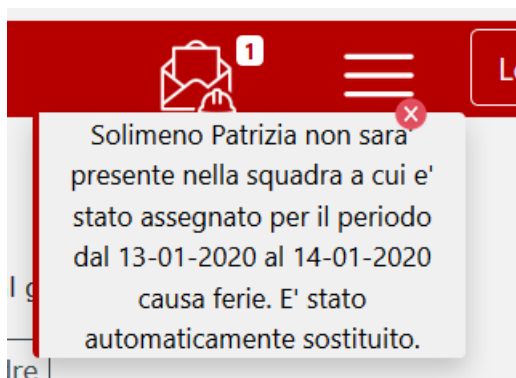 1
Solimeno Patrizia non sara'
presente nella squadra a cui e'
stato assegnato per il periodo
dal 13-01-2020 al 14-01-2020
causa ferie. E' stato
automaticamente sostituito.